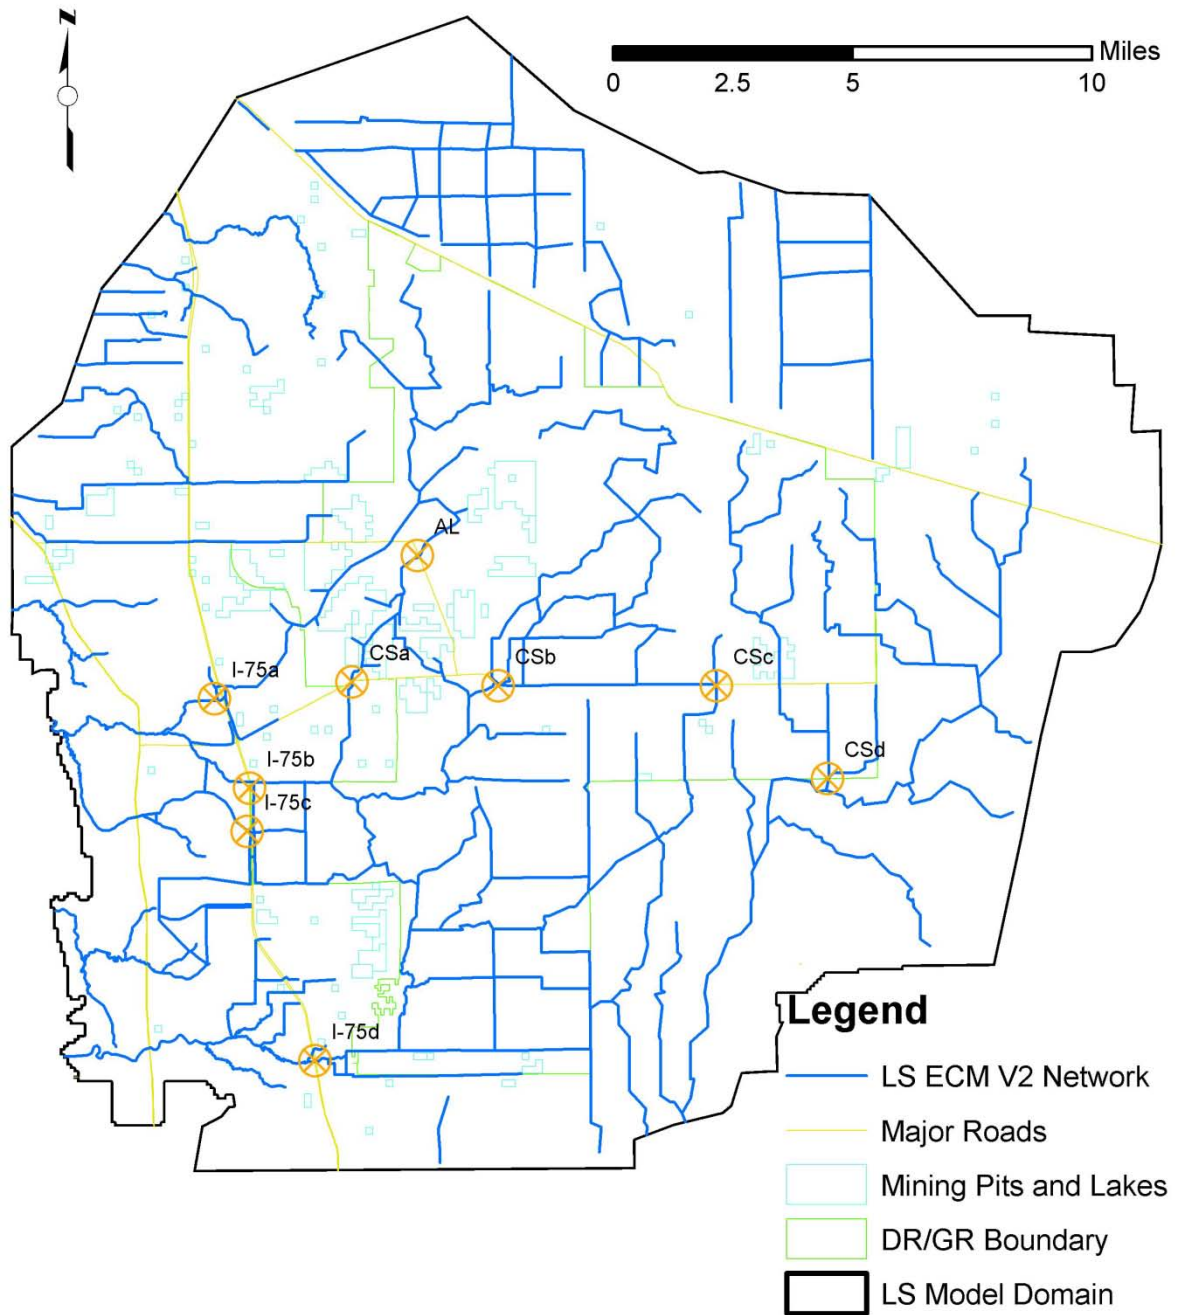 N
Miles
0 2.5 5 10
AL
CSa
CSb
CSc
I-75a
CSd
I-75b
I-75c
I-75d
Legend
LS ECM V2 Network
Major Roads
Mining Pits and Lakes
DR/GR Boundary
LS Model Domain